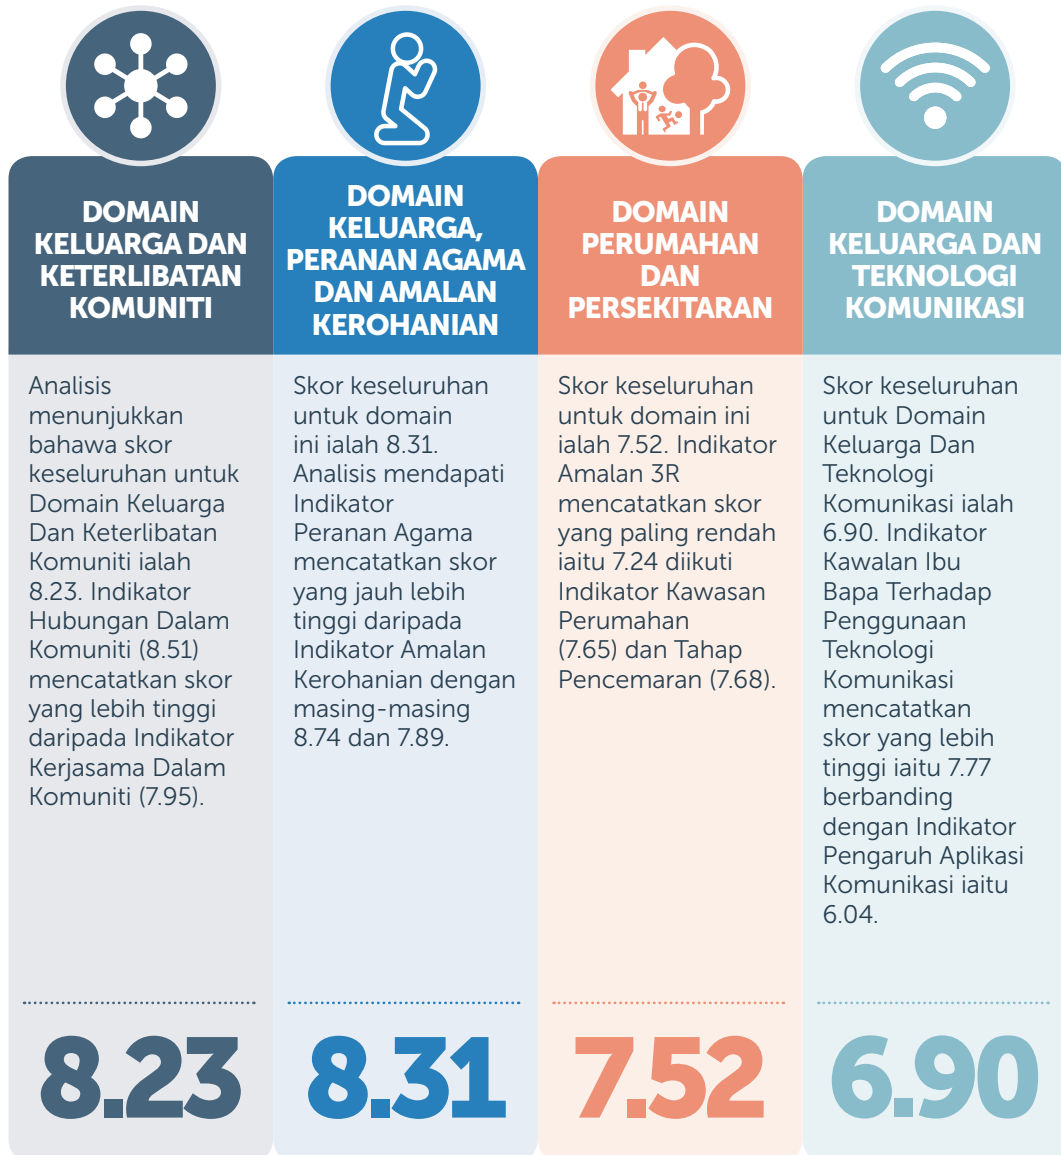 DOMAIN
KELUARGA DAN
KETERLIBATAN
KOMUNITI
Analisis
menunjukkan
bahawa skor
keseluruhan untuk
Domain Keluarga
Dan Keterlibatan
Komuniti ialah
8.23. Indikator
Hubungan Dalam
Komuniti (8.51)
mencatatkan skor
yang lebih tinggi
daripada Indikator
Kerjasama Dalam
Komuniti (7.95).
8.23
DOMAIN
KELUARGA,
PERANAN AGAMA
DAN AMALAN
KEROHANIAN
Skor keseluruhan
untuk domain
ini ialah 8.31.
Analisis mendapati
Indikator
Peranan Agama
mencatatkan skor
yang jauh lebih
tinggi daripada
Indikator Amalan
Kerohanian dengan
masing-masing
8.74 dan 7.89.
8.31
DOMAIN
PERUMAHAN
DAN
PERSEKITARAN
Skor keseluruhan
untuk domain ini
ialah 7.52. Indikator
Amalan 3R
mencatatkan skor
yang paling rendah
iaitu 7.24 diikuti
Indikator Kawasan
Perumahan
(7.65) dan Tahap
Pencemaran (7.68).
7.52
DOMAIN
KELUARGA DAN
TEKNOLOGI
KOMUNIKASI
Skor keseluruhan
untuk Domain
Keluarga Dan
Teknologi
Komunikasi ialah
6.90. Indikator
Kawalan Ibu
Bapa Terhadap
Penggunaan
Teknologi
Komunikasi
mencatatkan
skor yang lebih
tinggi iaitu 7.77
berbanding
dengan Indikator
Pengaruh Aplikasi
Komunikasi iaitu
6.04.
6.90